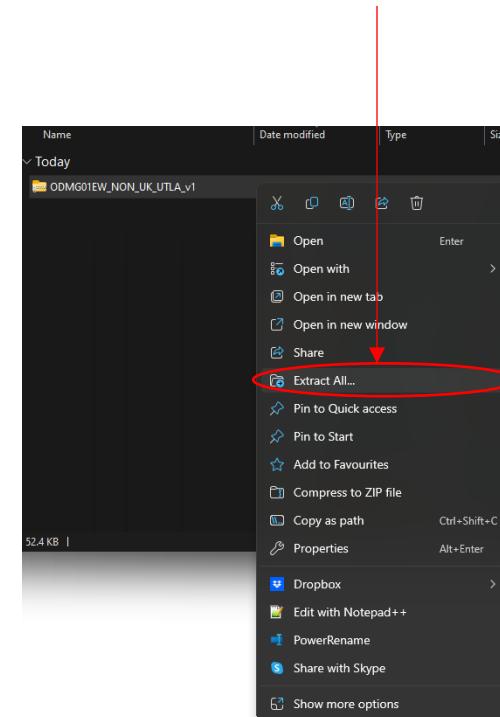 Name Date modified Type
Today
ODMG01EW_NON_UK_UTLA_v1
Open Enter
Open with
Open in new tab
Open in new window
Share
Extract All...
Pin to Quick access
Pin to Start
Add to Favourites
Compress to ZIP file
Copy as path Ctrl+Shift+C
52.4 KB
Properties Alt+Enter
Dropbox
Edit with Notepad++
PowerRename
Share with Skype
Show more options